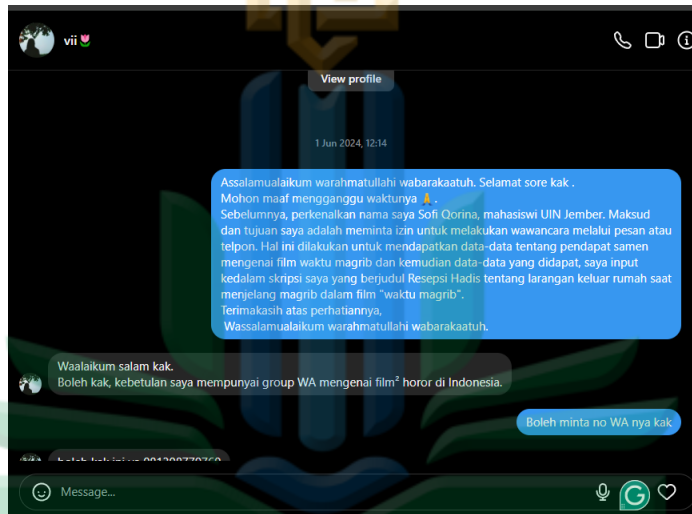 vii🌷
View profile
1 Jun 2024, 12:14
Assalamualaikum warahmatullahi wabarakaatuh. Selamat sore kak .
Mohon maaf mengganggu waktunya 🙏 .
Sebelumnya, perkenalkan nama saya Sofi Qorina, mahasiswi UIN Jember. Maksud
dan tujuan saya adalah meminta izin untuk melakukan wawancara melalui pesan atau
telpon. Hal ini dilakukan untuk mendapatkan data-data tentang pendapat samen
mengenai film waktu magrib dan kemudian data-data yang didapat, saya input
kedalam skripsi saya yang berjudul Resepsi Hadis tentang larangan keluar rumah saat
menjelang magrib dalam film "waktu magrib".
Terimakasih atas perhatiannya,
Wassalamualaikum warahmatullahi wabarakaatuh.
Waalaikum salam kak.
Boleh kak, kebetulan saya mempunyai group WA mengenai film² horor di Indonesia.
Boleh minta no WA nya kak
boleh kak ini ya
Message...